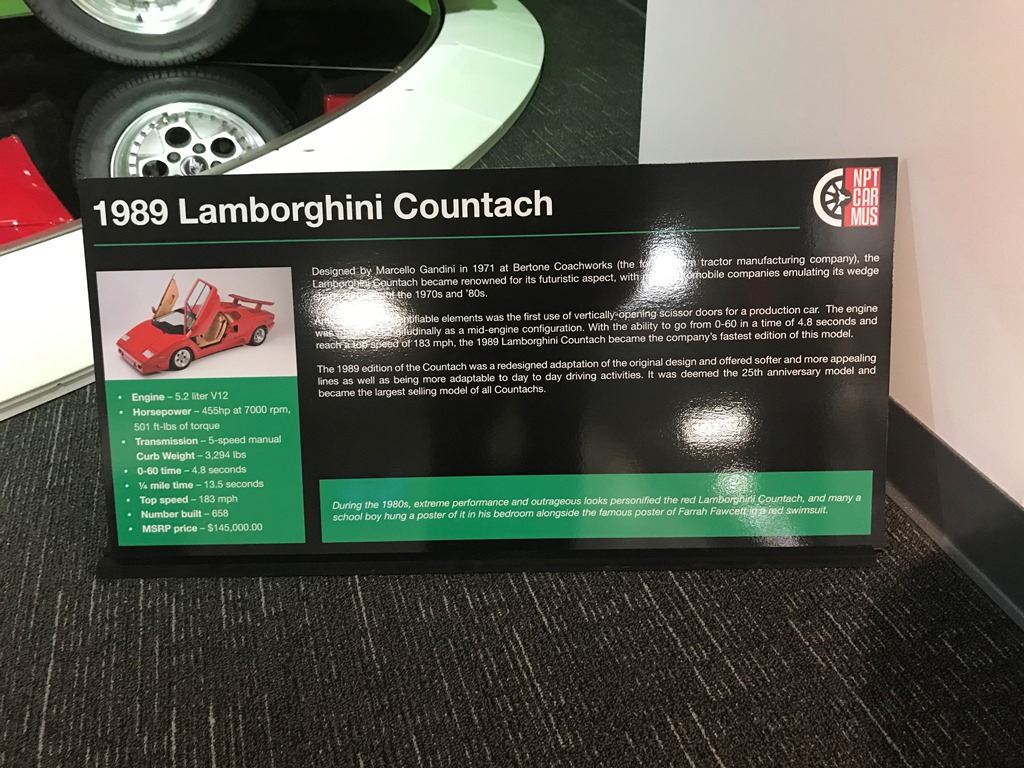 1989 Lamborghini Countach
NPT
CAR
MUS
Designed by Marcello Gandini in 1971 at Bertone Coachworks (the tractor manufacturing company), the
Lamborghini Countach became renowned for its futuristic aspect, with companies emulating its wedge
of the 1970s and '80s.
elements was the first use of vertically-opening scissor doors for a production car. The engine
was as a mid-engine configuration. With the ability to go from 0-60 in a time of 4.8 seconds and
reach a top speed of 183 mph, the 1989 Lamborghini Countach became the company's fastest edition of this model.
The 1989 edition of the Countach was a redesigned adaptation of the original design and offered softer and more appealing
lines as well as being more adaptable to day to day driving activities. It was deemed the 25th anniversary model and
became the largest selling model of all Countachs.
• Engine – 5.2 liter V12
• Horsepower – 455hp at 7000 rpm,
501 ft-lbs of torque
• Transmission – 5-speed manual
Curb Weight – 3,294 lbs
• 0-60 time – 4.8 seconds
• ¼ mile time – 13.5 seconds
• Top speed – 183 mph
• Number built – 658
• MSRP price – $145,000.00
During the 1980s, extreme performance and outrageous looks personified the red Lamborghini Countach, and many a
school boy hung a poster of it in his bedroom alongside the famous poster of Farrah Fawcett in a red swimsuit.